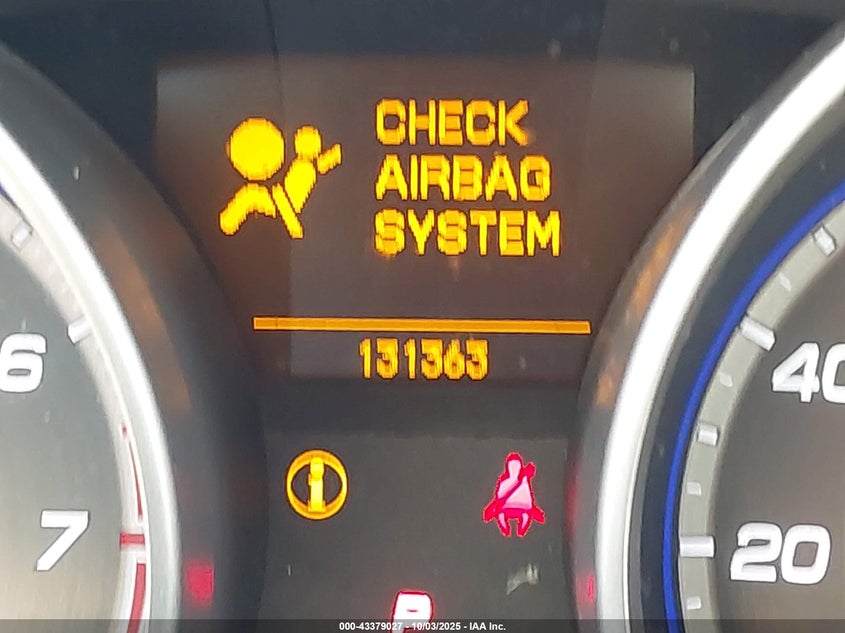 CHECK
AIRBAG
SYSTEM
131363
6
7
40
20
P
000-43379027 - 10/03/2025 - IAA Inc.